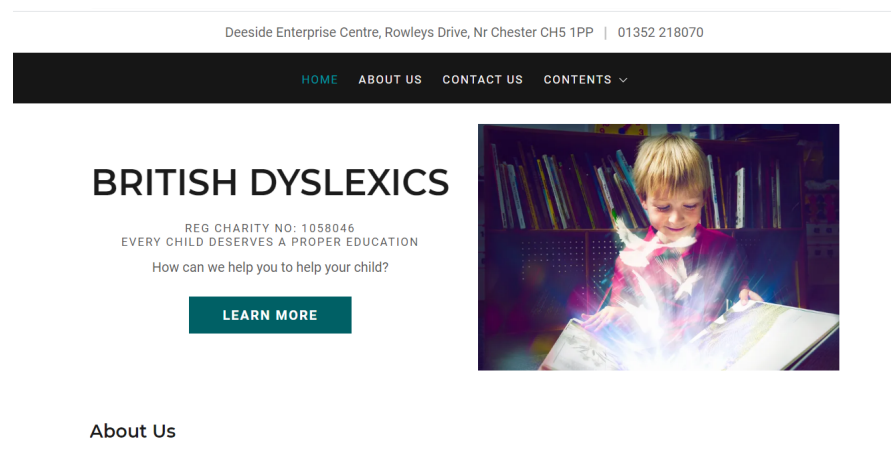 Deeside Enterprise Centre, Rowleys Drive, Nr Chester CH5 1PP | 01352 218070
HOME ABOUT US CONTACT US CONTENTS
BRITISH DYSLEXICS
REG CHARITY NO: 1058046
EVERY CHILD DESERVES A PROPER EDUCATION
How can we help you to help your child?
LEARN MORE
About Us